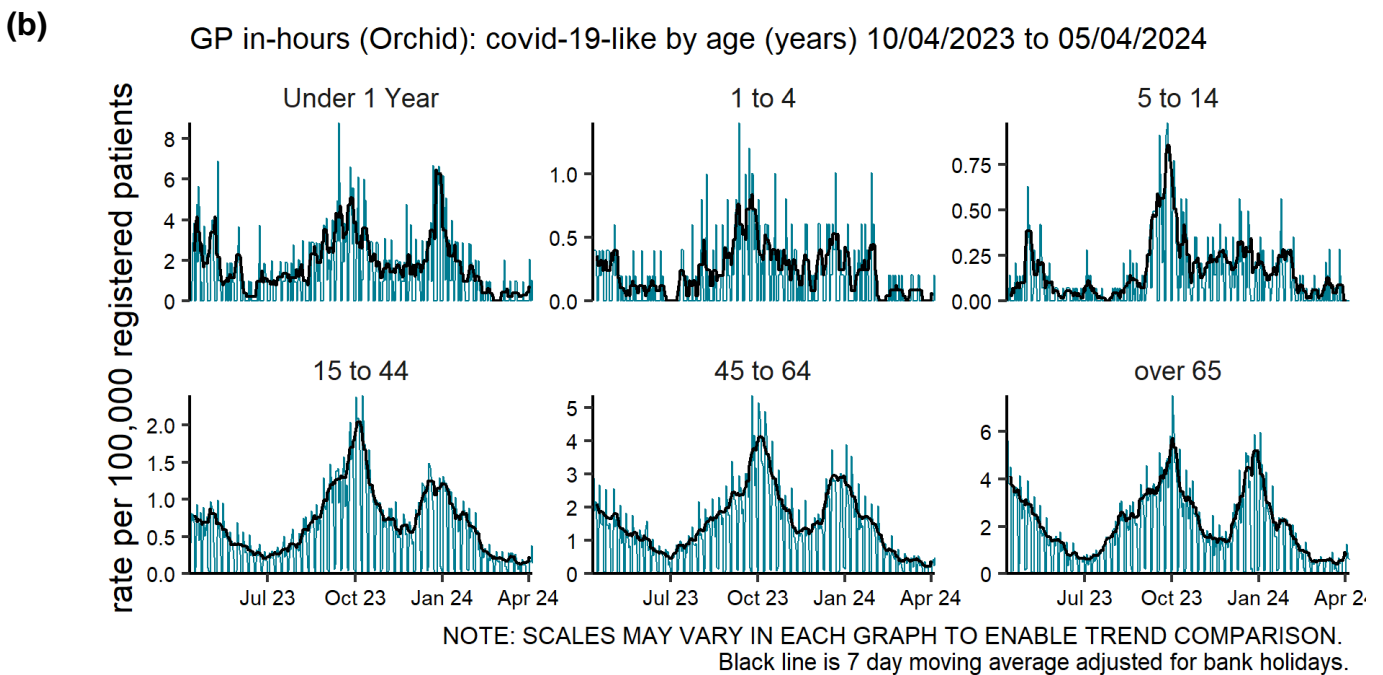 (b)
GP in-hours (Orchid): covid-19-like by age (years) 10/04/2023 to 05/04/2024
rate per 100,000 registered patients
Under 1 Year
8
6
4
2
0
1 to 4
1.0
0.5
0.0
5 to 14
0.75
0.50
0.25
0.00
15 to 44
2.0
1.5
1.0
0.5
0.0
Jul 23 Oct 23 Jan 24 Apr 24
45 to 64
5
4
3
2
1
0
Jul 23 Oct 23 Jan 24 Apr 24
over 65
6
4
2
0
Jul 23 Oct 23 Jan 24 Apr 2
NOTE: SCALES MAY VARY IN EACH GRAPH TO ENABLE TREND COMPARISON.
Black line is 7 day moving average adjusted for bank holidays.